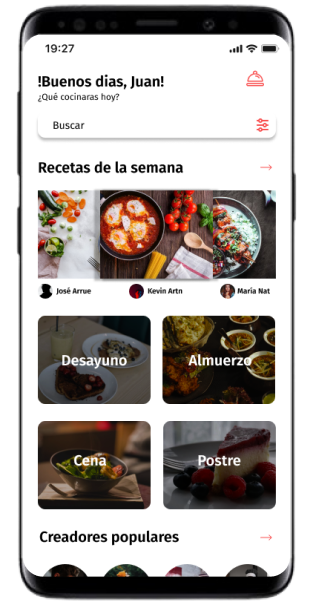 19:27
!Buenos dias, Juan!
¿Qué cocinaras hoy?
Buscar
Recetas de la semana
José Arrue
Kevin Artn
Maria Nat
Desayuno
Almuerzo
Cena
Postre
Creadores populares